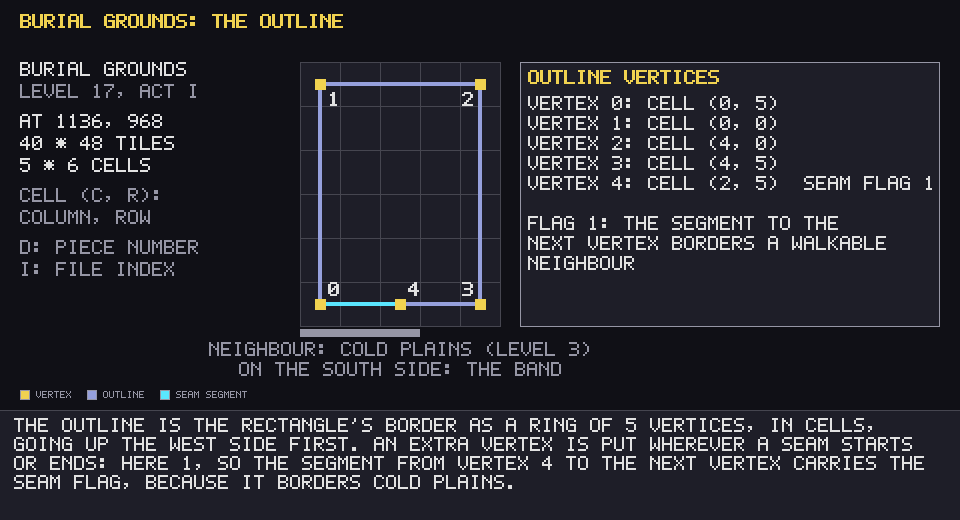 BURIAL GROUNDS: THE OUTLINE
BURIAL GROUNDS
LEVEL 17, ACT I
AT 1136, 968
40 * 48 TILES
5 * 6 CELLS
CELL (C, R):
COLUMN, ROW
D: PIECE NUMBER
I: FILE INDEX
1 2
0 4 3
OUTLINE VERTICES
VERTEX 0: CELL (0, 5)
VERTEX 1: CELL (0, 0)
VERTEX 2: CELL (4, 0)
VERTEX 3: CELL (4, 5)
VERTEX 4: CELL (2, 5) SEAM FLAG 1
FLAG 1: THE SEGMENT TO THE
NEXT VERTEX BORDERS A WALKABLE
NEIGHBOUR
NEIGHBOUR: COLD PLAINS (LEVEL 3)
ON THE SOUTH SIDE: THE BAND
VERTEX OUTLINE SEAM SEGMENT
THE OUTLINE IS THE RECTANGLE'S BORDER AS A RING OF 5 VERTICES, IN CELLS,
GOING UP THE WEST SIDE FIRST. AN EXTRA VERTEX IS PUT WHEREVER A SEAM STARTS
OR ENDS: HERE 1, SO THE SEGMENT FROM VERTEX 4 TO THE NEXT VERTEX CARRIES THE
SEAM FLAG, BECAUSE IT BORDERS COLD PLAINS.